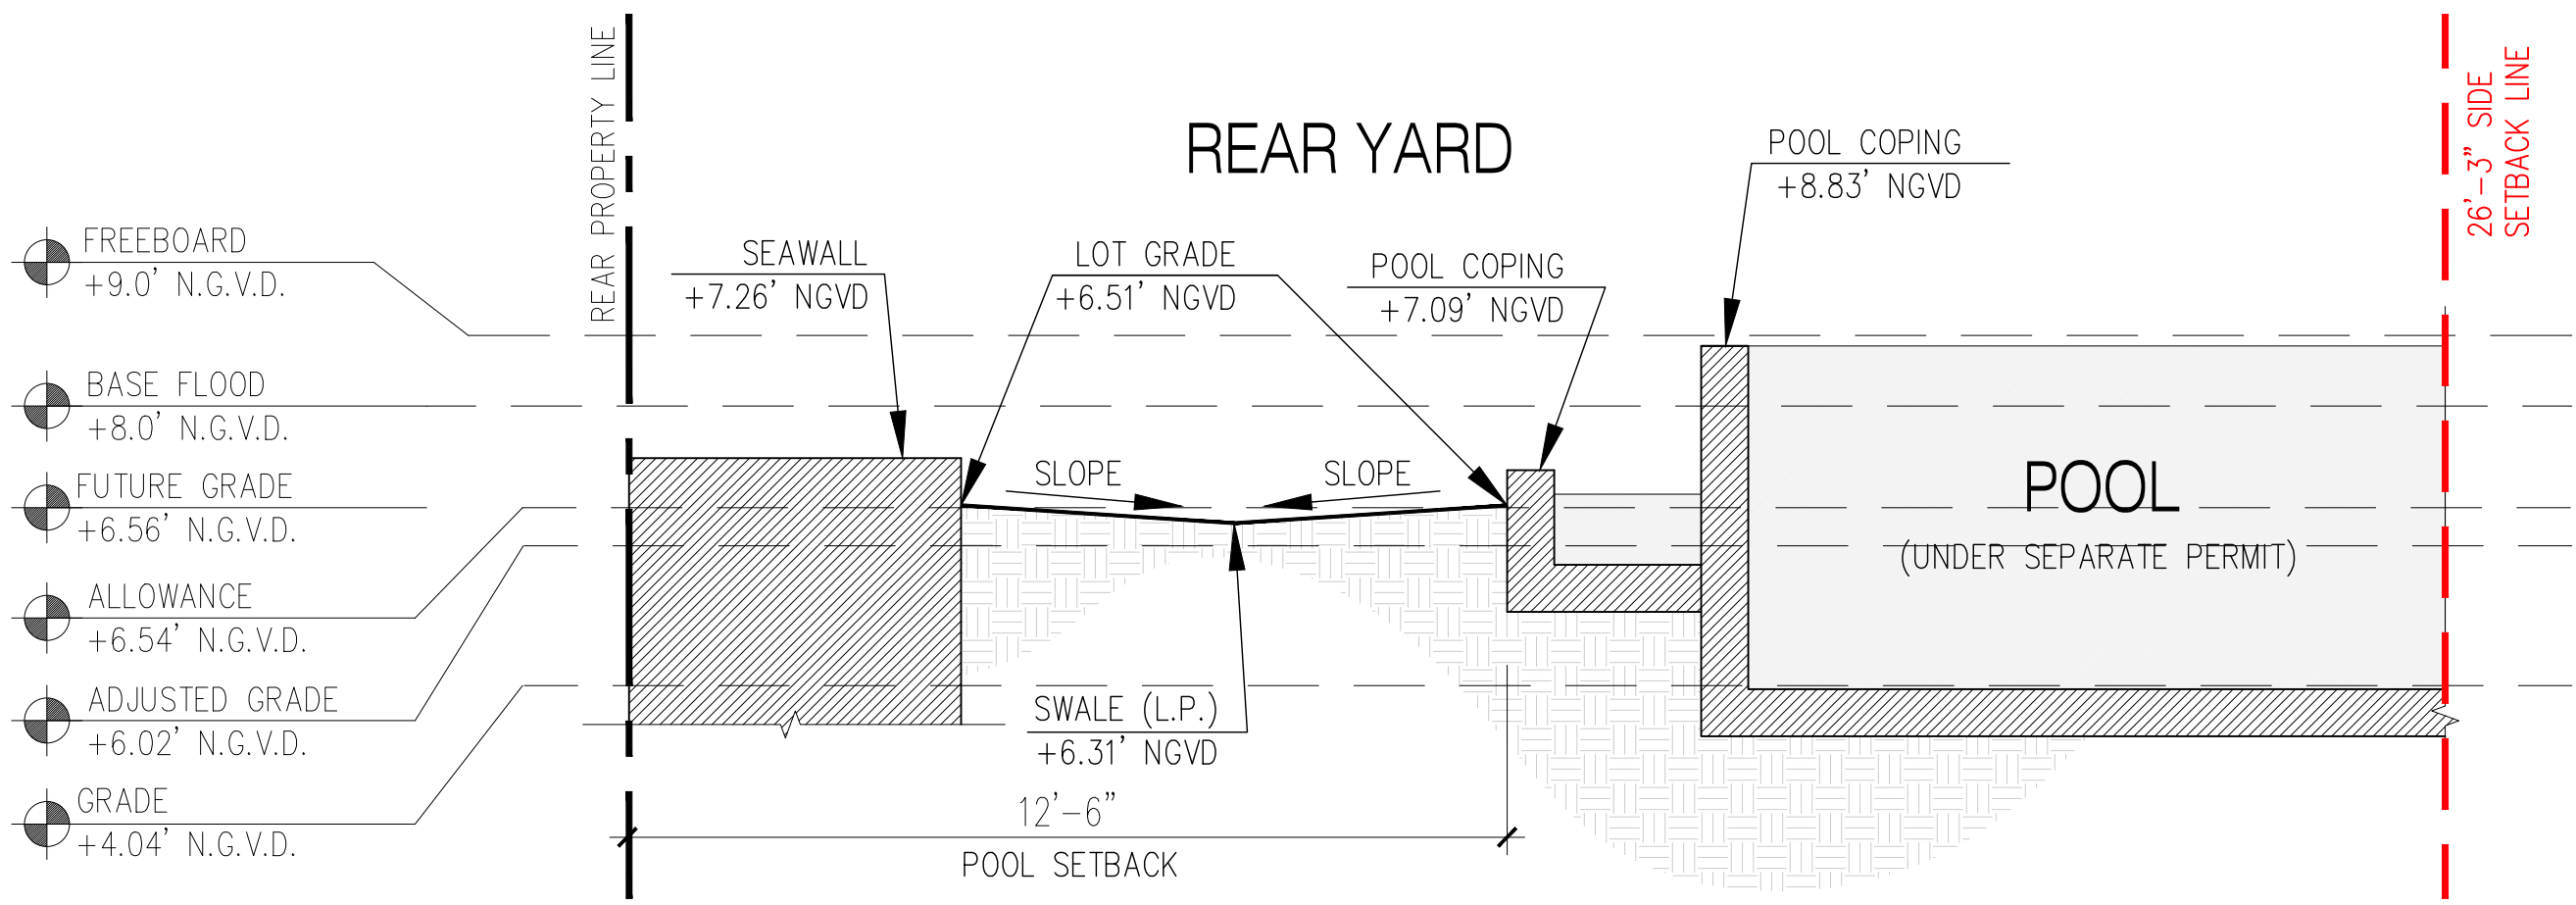 REAR PROPERTY LINE
REAR YARD
POOL COPING
+8.83' NGVD
26'-3" SIDE
SETBACK LINE
FREEBOARD
+9.0' N.G.V.D.
SEAWALL
+7.26' NGVD
LOT GRADE
+6.51' NGVD
POOL COPING
+7.09' NGVD
BASE FLOOD
+8.0' N.G.V.D.
FUTURE GRADE
+6.56' N.G.V.D.
SLOPE
SLOPE
POOL
(UNDER SEPARATE PERMIT)
ALLOWANCE
+6.54' N.G.V.D.
ADJUSTED GRADE
+6.02' N.G.V.D.
SWALE (L.P.)
+6.31' NGVD
GRADE
+4.04' N.G.V.D.
12'-6"
POOL SETBACK